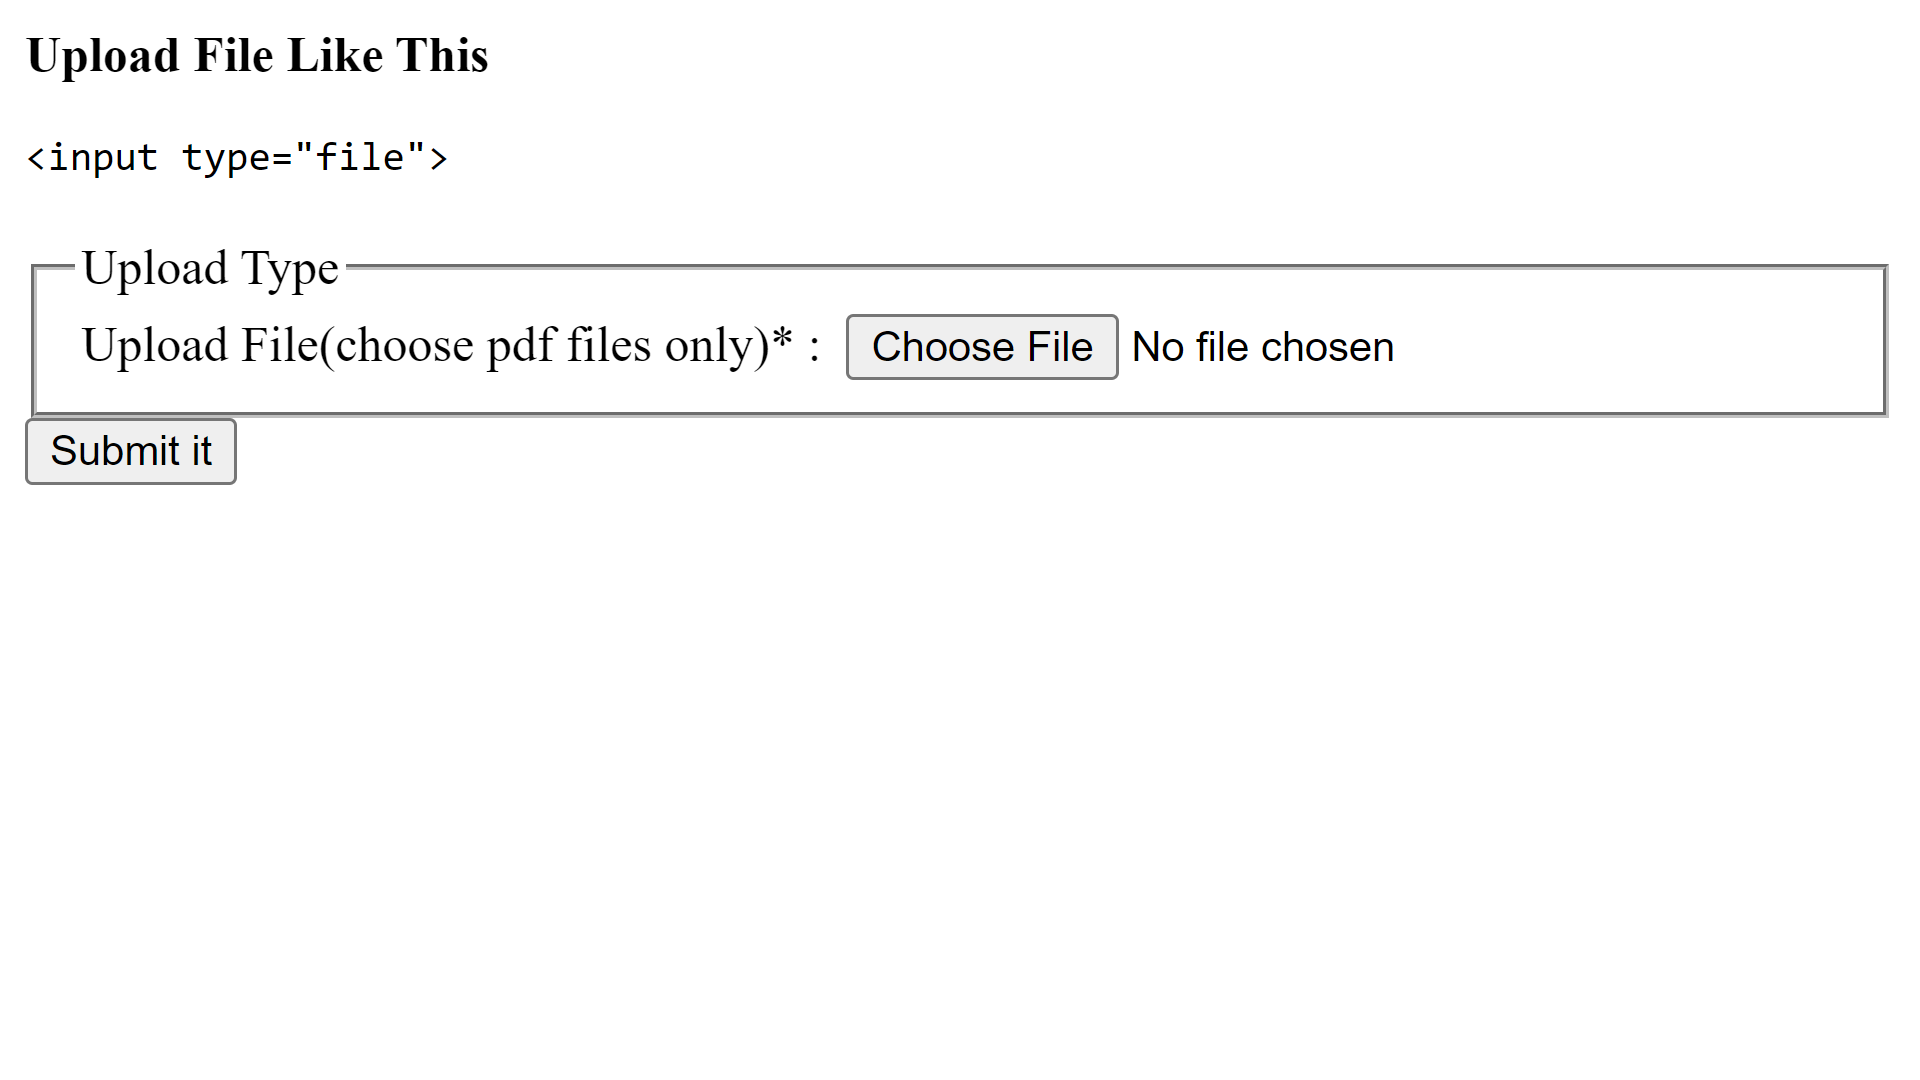 Upload File Like This
<input type="file">
Upload Type
Upload File(choose pdf files only)* : Choose File No file chosen
Submit it